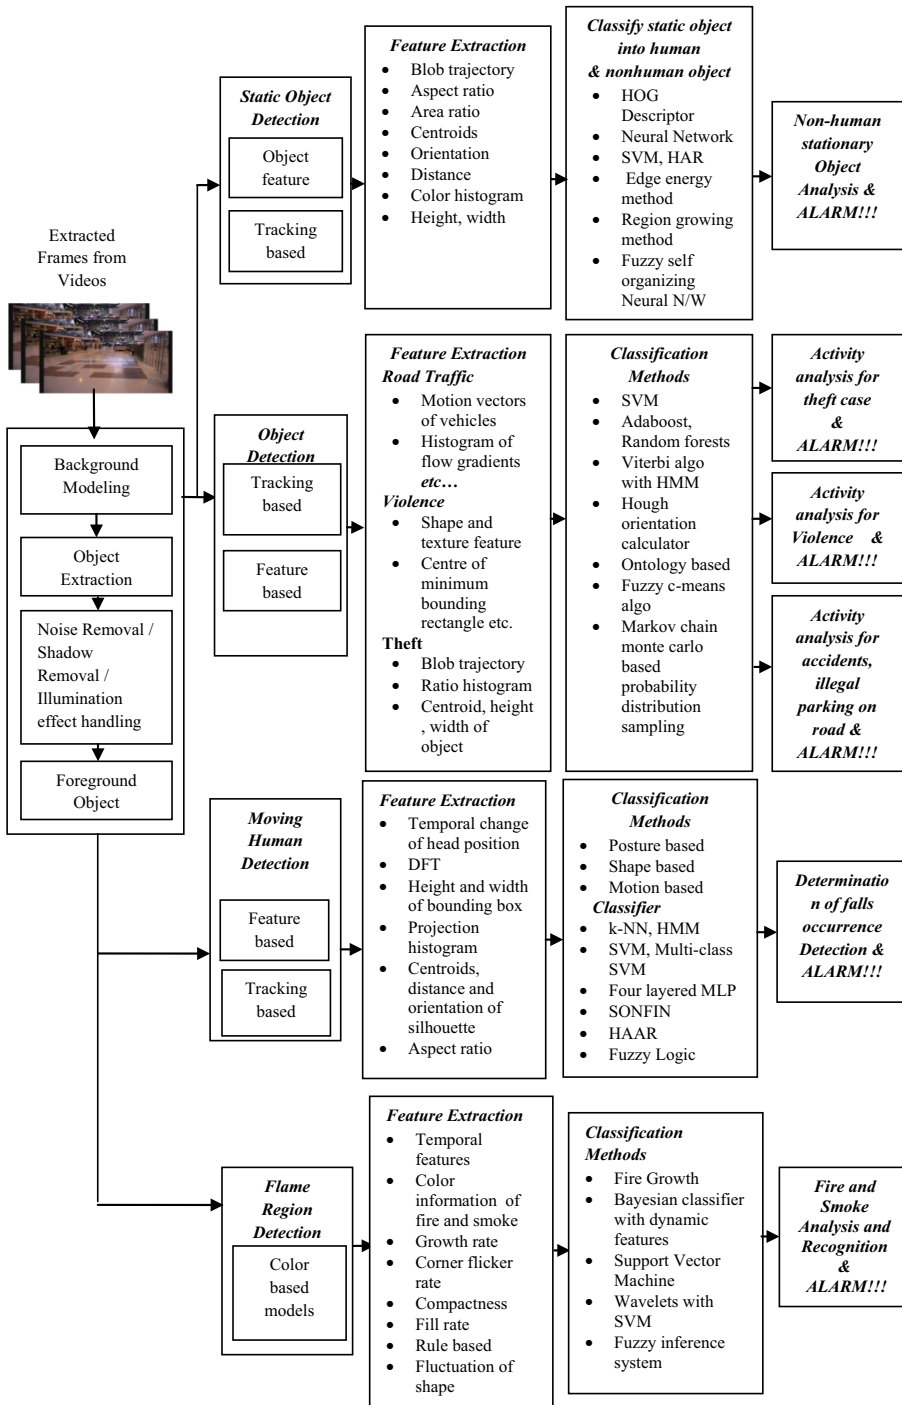 Extracted
Frames from
Videos
Background
Modeling
Object
Extraction
Noise Removal /
Shadow
Removal /
Illumination
effect handling
Foreground
Object
Static Object
Detection
Object
feature
Tracking
based
Feature Extraction
• Blob trajectory
• Aspect ratio
• Area ratio
• Centroids
• Orientation
• Distance
• Color histogram
• Height, width
Classify static object
into human
& nonhuman object
• HOG
Descriptor
• Neural Network
• SVM, HAR
• Edge energy
method
• Region growing
method
• Fuzzy self
organizing
Neural N/W
Non-human
stationary
Object
Analysis &
ALARM!!!
Object
Detection
Tracking
based
Feature
based
Feature Extraction
Road Traffic
• Motion vectors
of vehicles
• Histogram of
flow gradients
etc…
Violence
• Shape and
texture feature
• Centre of
minimum
bounding
rectangle etc.
Theft
• Blob trajectory
• Ratio histogram
• Centroid, height
, width of
object
Classification
Methods
• SVM
• Adaboost,
Random forests
• Viterbi algo
with HMM
• Hough
orientation
calculator
• Ontology based
• Fuzzy c-means
algo
• Markov chain
monte carlo
based
probability
distribution
sampling
Activity
analysis for
theft case
&
ALARM!!!
Activity
analysis for
Violence &
ALARM!!!
Activity
analysis for
accidents,
illegal
parking on
road &
ALARM!!!
Moving
Human
Detection
Feature
based
Tracking
based
Feature Extraction
• Temporal change
of head position
• DFT
• Height and width
of bounding box
• Projection
histogram
• Centroids,
distance and
orientation of
silhouette
• Aspect ratio
Classification
Methods
• Posture based
• Shape based
• Motion based
Classifier
• k-NN, HMM
• SVM, Multi-class
SVM
• Four layered MLP
• SONFIN
• HAAR
• Fuzzy Logic
Determinatio
n of falls
occurrence
Detection &
ALARM!!!
Flame
Region
Detection
Color
based
models
Feature Extraction
• Temporal
features
• Color
information of
fire and smoke
• Growth rate
• Corner flicker
rate
• Compactness
• Fill rate
• Rule based
• Fluctuation of
shape
Classification
Methods
• Fire Growth
• Bayesian classifier
with dynamic
features
• Support Vector
Machine
• Wavelets with
SVM
• Fuzzy inference
system
Fire and
Smoke
Analysis and
Recognition
&
ALARM!!!